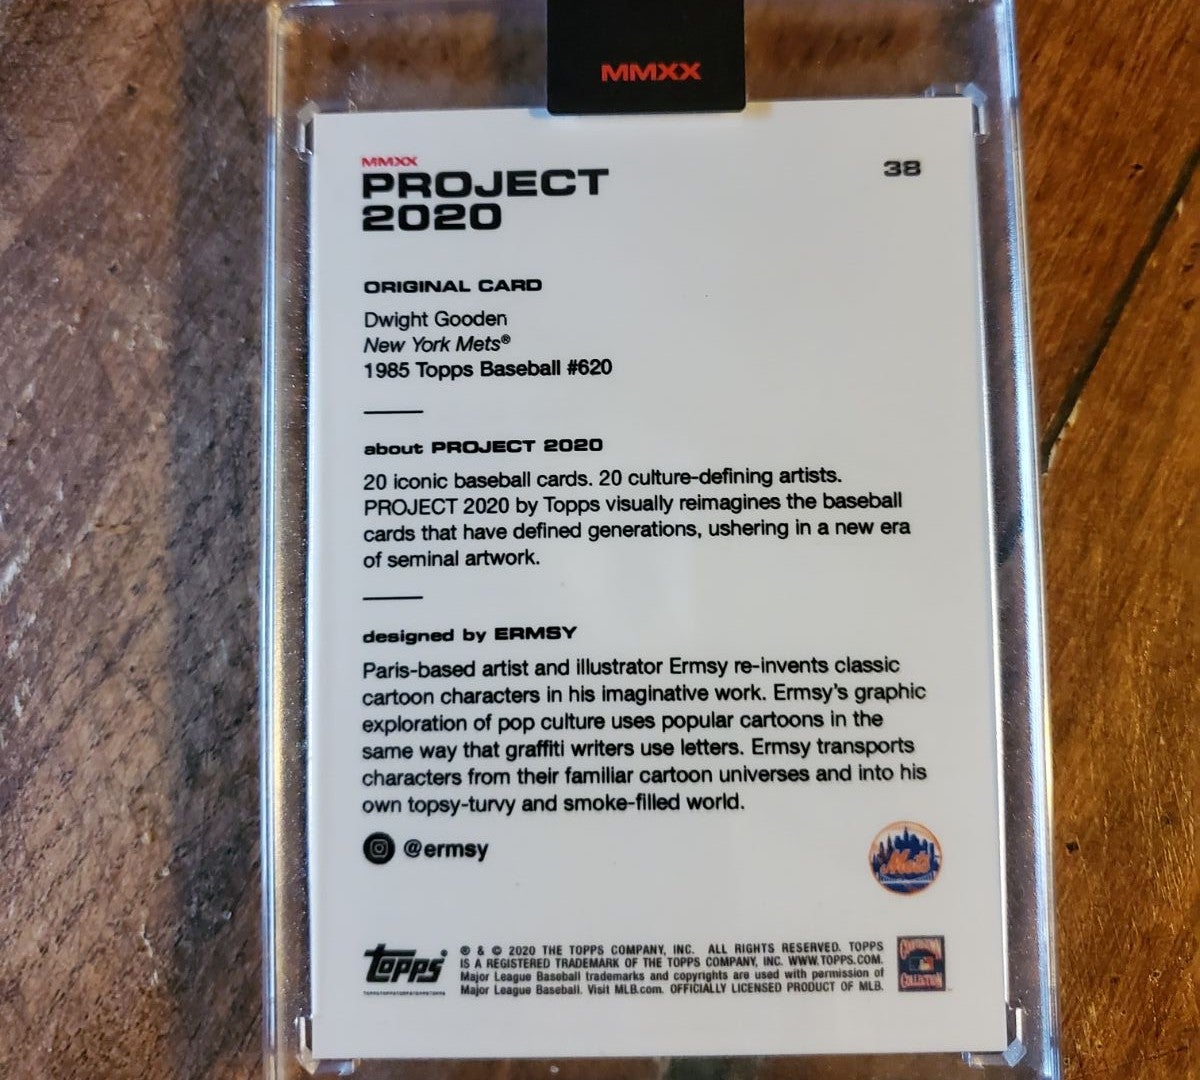 MMXX
MMXX
PROJECT
2020
38
ORIGINAL CARD
Dwight Gooden
New York Mets®
1985 Topps Baseball #620
about PROJECT 2020
20 iconic baseball cards. 20 culture-defining artists.
PROJECT 2020 by Topps visually reimagines the baseball
cards that have defined generations, ushering in a new era
of seminal artwork.
designed by ERMSY
Paris-based artist and illustrator Ermsy re-invents classic
cartoon characters in his imaginative work. Ermsy's graphic
exploration of pop culture uses popular cartoons in the
same way that graffiti writers use letters. Ermsy transports
characters from their familiar cartoon universes and into his
own topsy-turvy and smoke-filled world.
@ermsy
Mets
topps®
® & © 2020 THE TOPPS COMPANY, INC. ALL RIGHTS RESERVED. TOPPS
IS A REGISTERED TRADEMARK OF THE TOPPS COMPANY, INC. WWW.TOPPS.COM.
Major League Baseball trademarks and copyrights are used with permission of
Major League Baseball. Visit MLB.com. OFFICIALLY LICENSED PRODUCT OF MLB.
COOPERSTOWN
COLLECTION